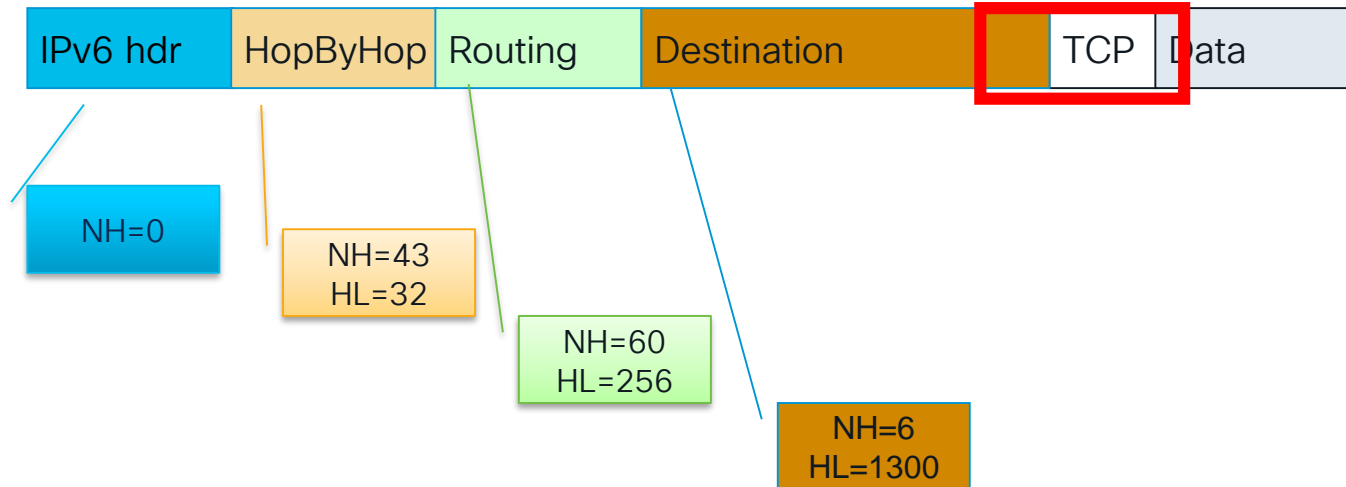 IPv6 hdr HopByHop Routing Destination TCP Data
NH=0
NH=43
HL=32
NH=60
HL=256
NH=6
HL=1300